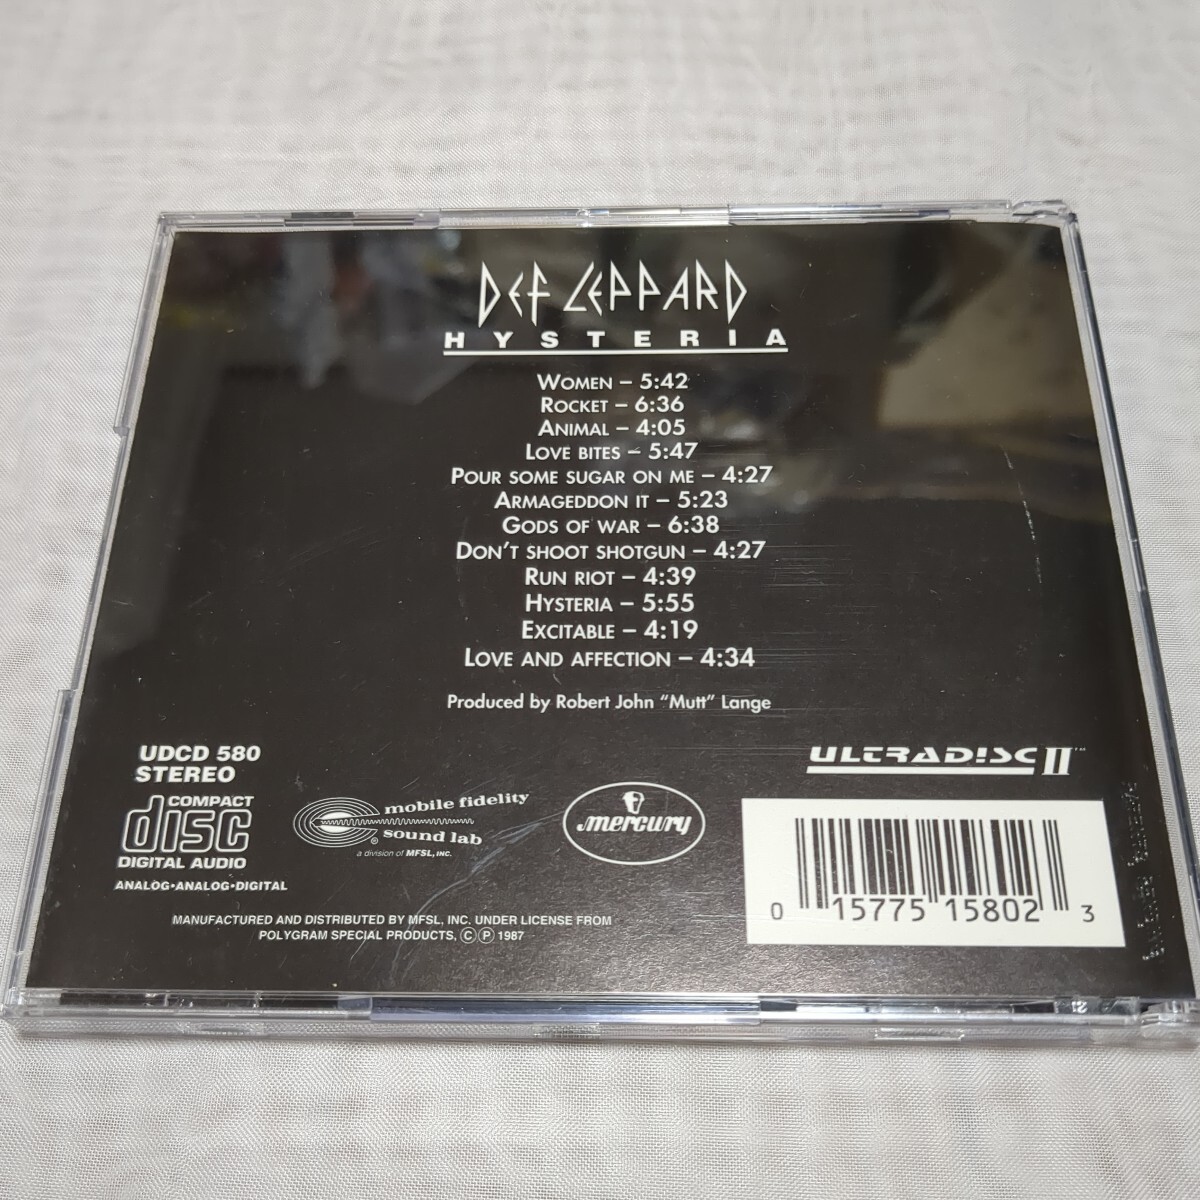 DEF LEPPARD
HYSTERIA
WOMEN – 5:42
ROCKET – 6:36
ANIMAL – 4:05
LOVE BITES – 5:47
POUR SOME SUGAR ON ME – 4:27
ARMAGEDDON IT – 5:23
GODS OF WAR – 6:38
DON'T SHOOT SHOTGUN – 4:27
RUN RIOT – 4:39
HYSTERIA – 5:55
EXCITABLE – 4:19
LOVE AND AFFECTION – 4:34
Produced by Robert John “Mutt” Lange
UDCD 580
STEREO
COMPACT
disc
DIGITAL AUDIO
ANALOG•ANALOG•DIGITAL
mobile fidelity
sound lab
®
a division of MFSL, INC.
mercury
ULTRADISC II™
0 15775 15802 3
MANUFACTURED AND DISTRIBUTED BY MFSL, INC. UNDER LICENSE FROM
POLYGRAM SPECIAL PRODUCTS, Ⓒ Ⓟ 1987